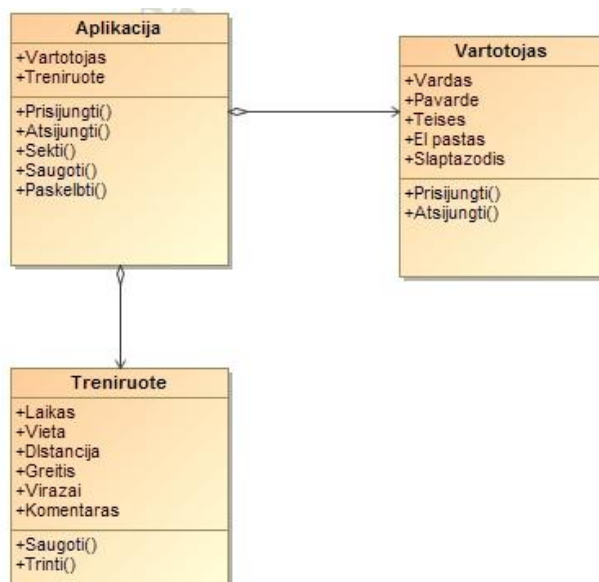 Aplikacija
+Vartotojas
+Treniruote
+Prisijungti()
+Atsijungti()
+Sekti()
+Saugoti()
+Paskelbti()
Vartotojas
+Vardas
+Pavarde
+Teises
+El pastas
+Slaptazodis
+Prisijungti()
+Atsijungti()
Treniruote
+Laikas
+Vieta
+DIstancija
+Greitis
+Virazai
+Komentaras
+Saugoti()
+Trinti()